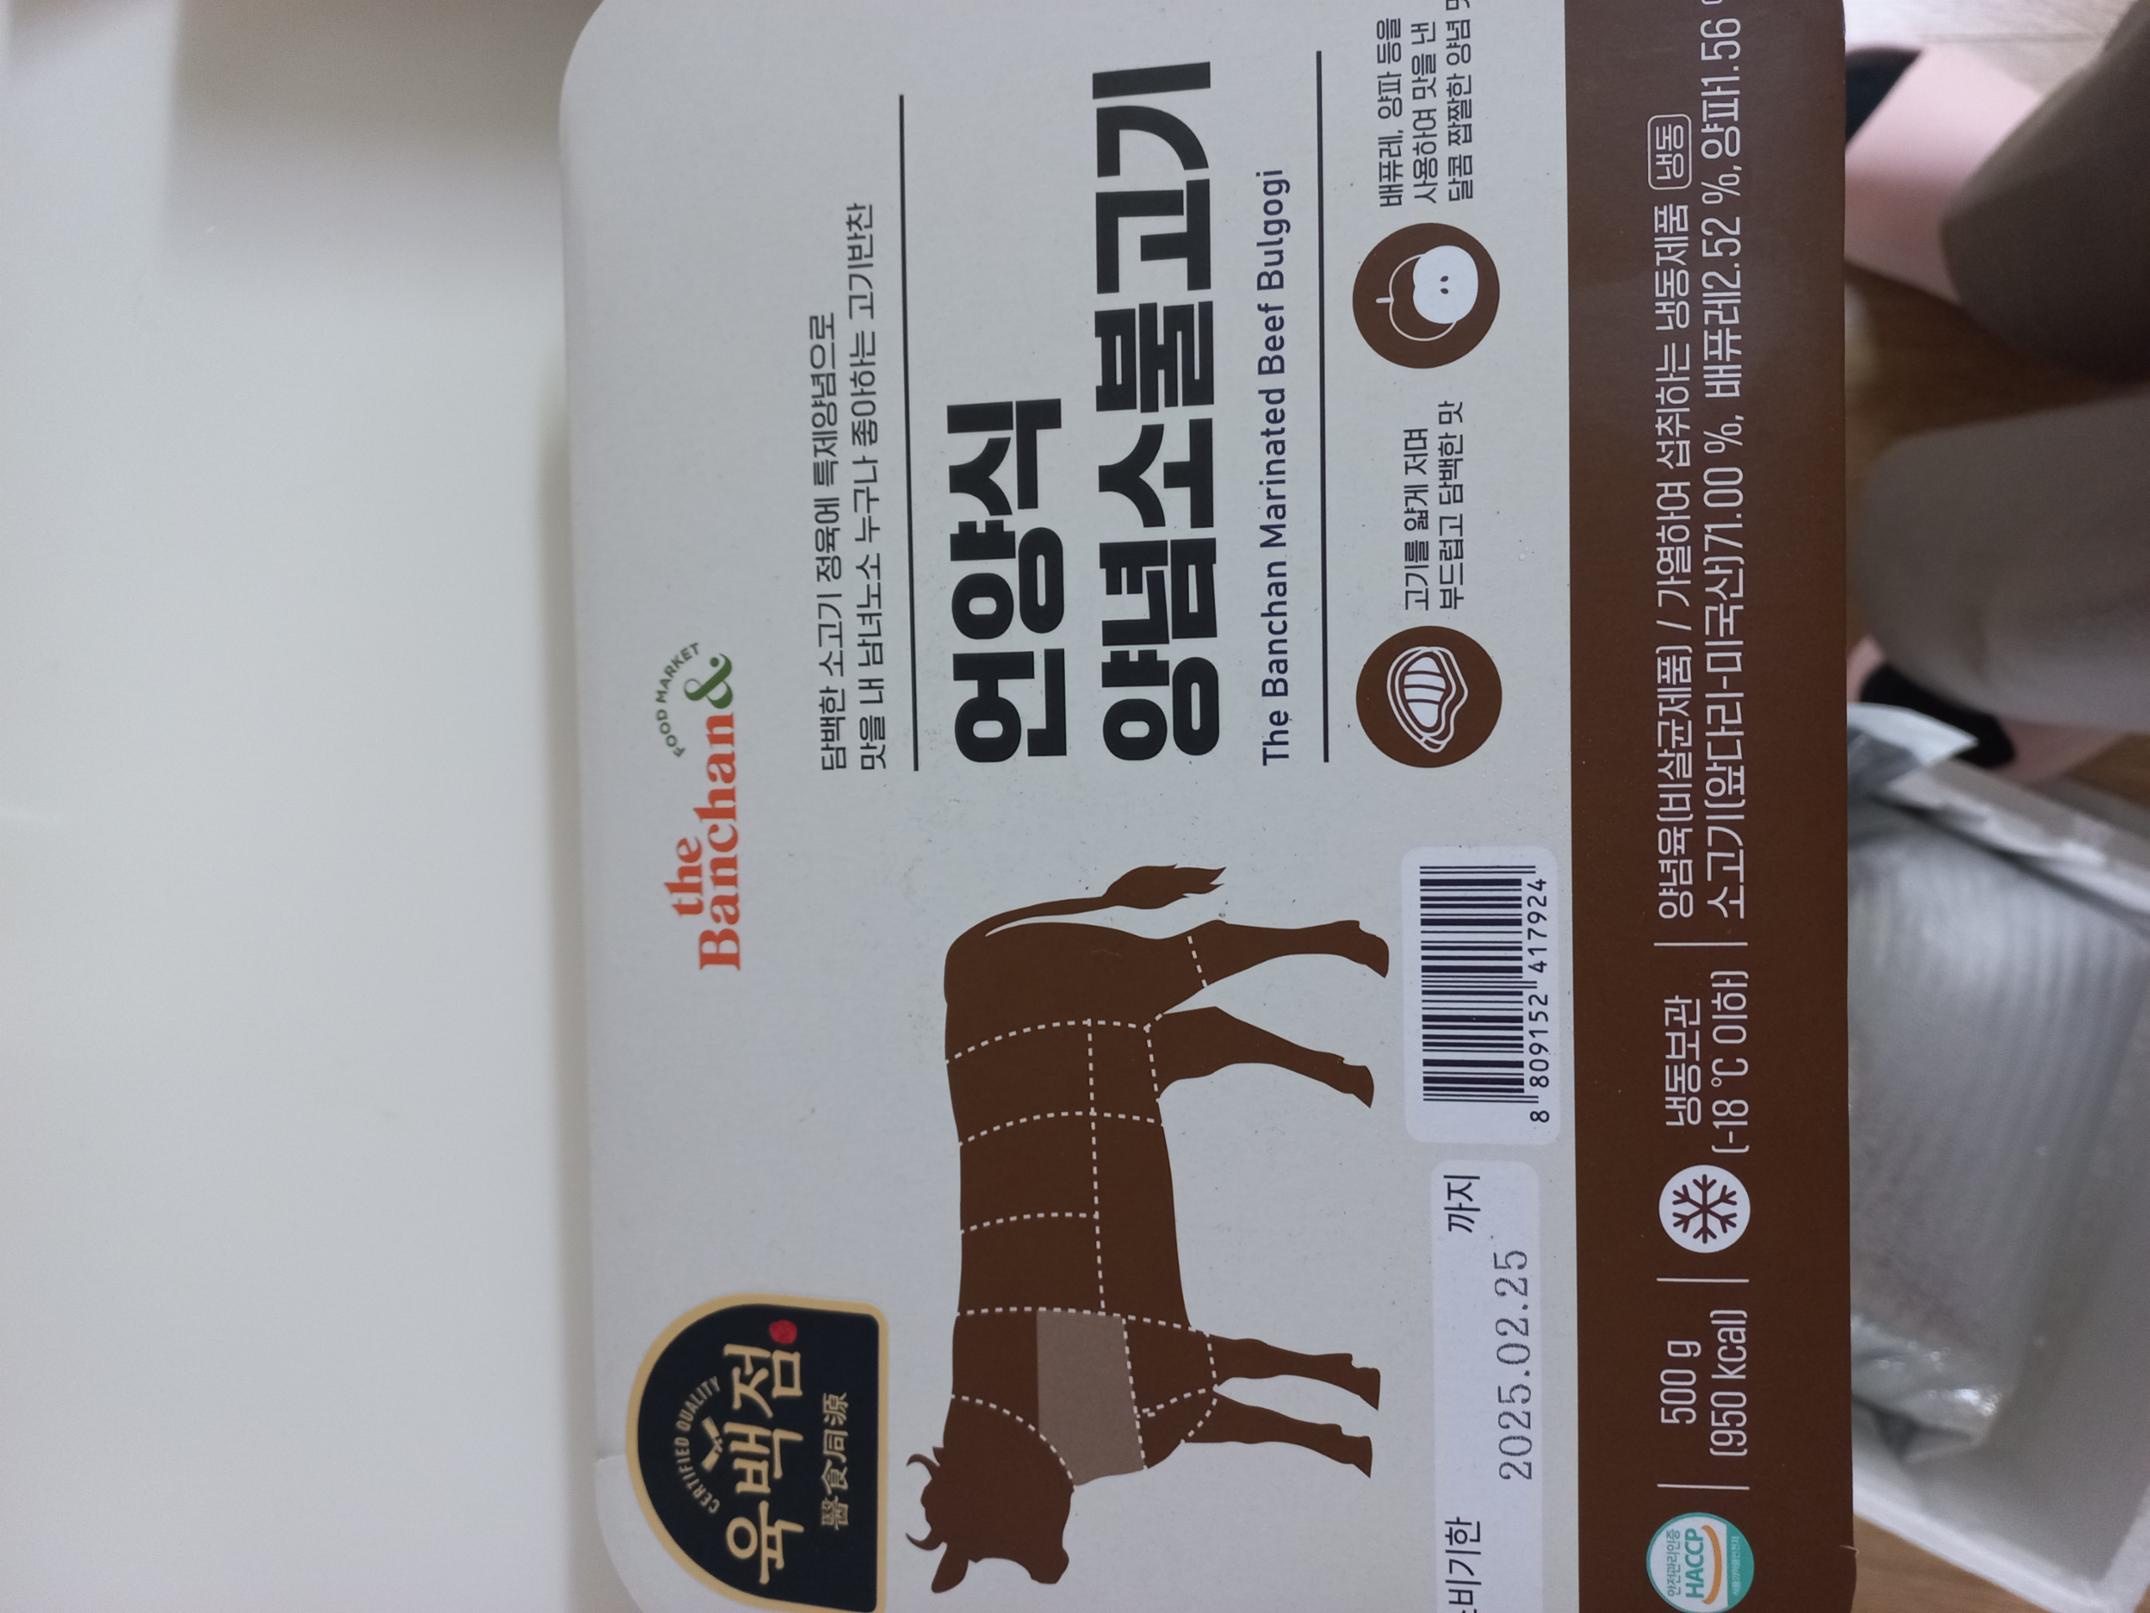 the
Banchan&
FOOD MARKET
CERTIFIED QUALITY
육백점
醫食同源
담백한 소고기 정육에 특제양념으로
맛을 내 남녀노소 누구나 좋아하는 고기반찬
언양식
양념소불고기
The Banchan Marinated Beef Bulgogi
고기를 얇게 저며
부드럽고 담백한 맛
배퓨레, 양파 등을
사용하여 맛을 낸
달콤 짭짤한 양념
비기한
까지
2025.02.25
8 809152 417924
안전관리인증
HACCP
500 g
(950 kcal)
냉동보관
(-18 ℃ 이하)
양념육(비살균제품) / 가열하여 섭취하는 냉동제품 냉동
소고기(앞다리-미국산)71.00 %, 배퓨레2.52 %, 양파1.56